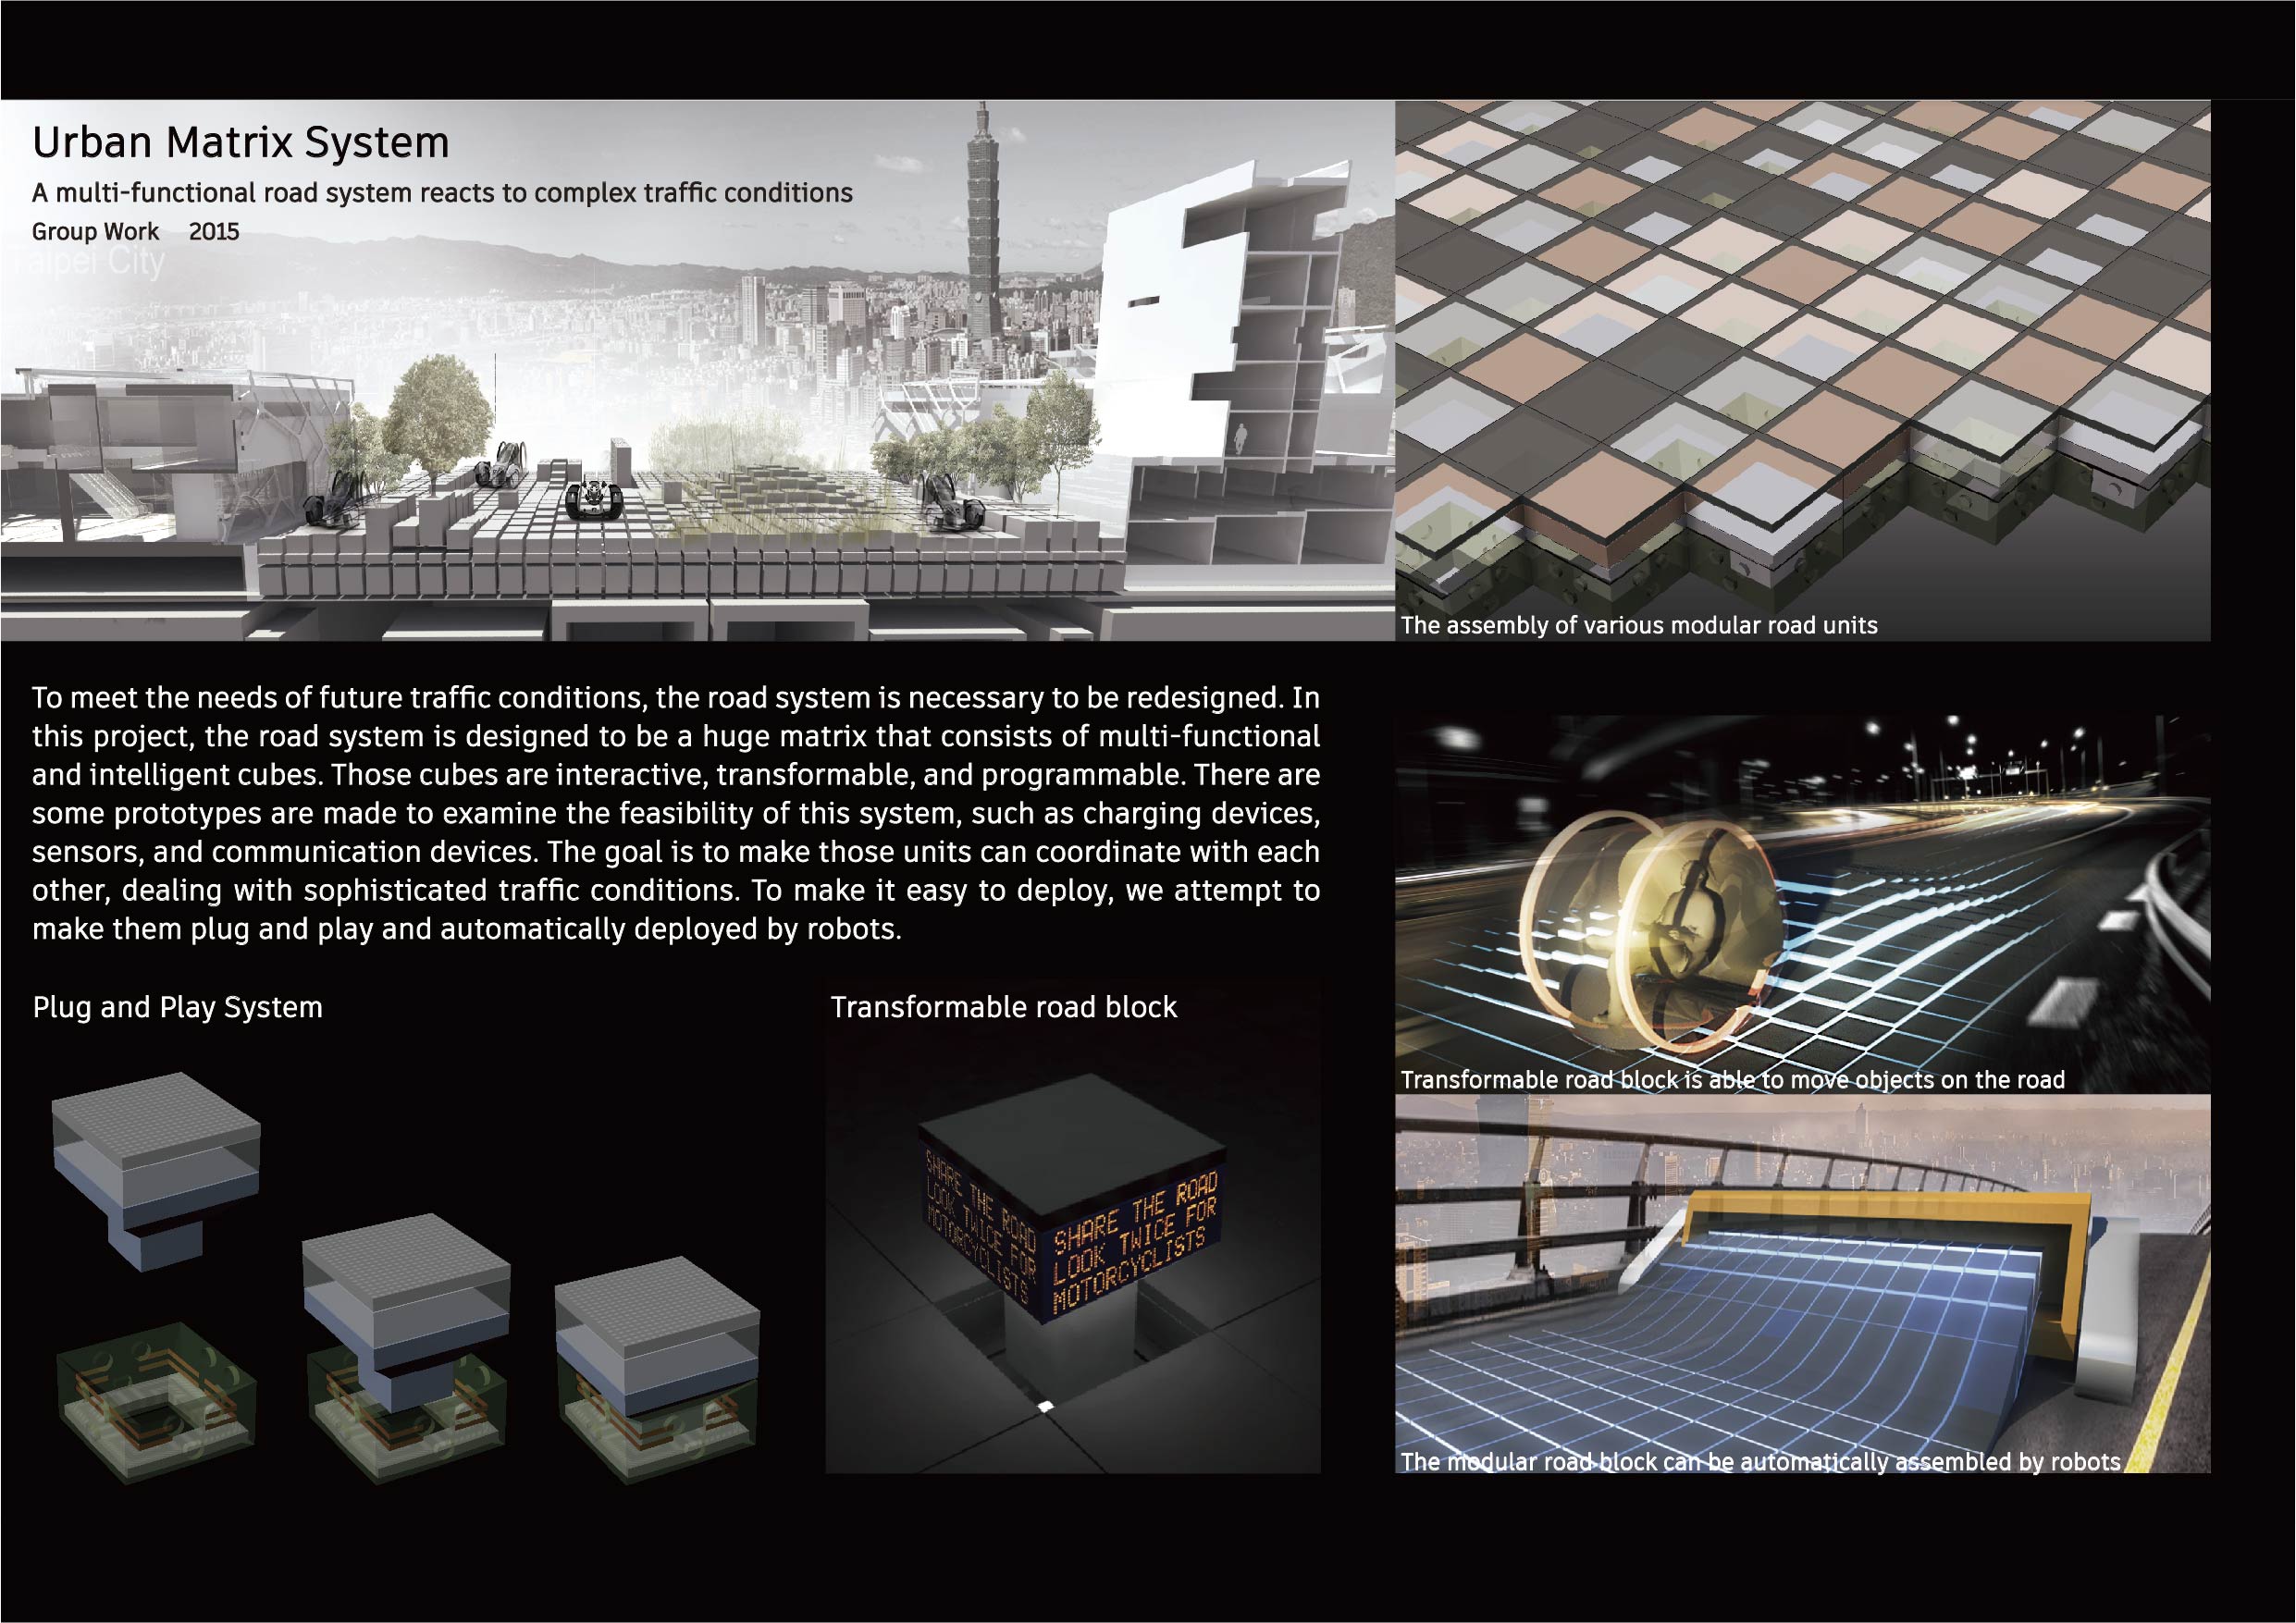 Urban Matrix System
A multi-functional road system reacts to complex traffic conditions
Group Work 2015
Taipei City
The assembly of various modular road units
To meet the needs of future traffic conditions, the road system is necessary to be redesigned. In
this project, the road system is designed to be a huge matrix that consists of multi-functional
and intelligent cubes. Those cubes are interactive, transformable, and programmable. There are
some prototypes are made to examine the feasibility of this system, such as charging devices,
sensors, and communication devices. The goal is to make those units can coordinate with each
other, dealing with sophisticated traffic conditions. To make it easy to deploy, we attempt to
make them plug and play and automatically deployed by robots.
Plug and Play System
Transformable road block
SHARE THE ROAD
LOOK TWICE FOR
MOTORCYCLISTS
SHARE THE ROAD
LOOK TWICE FOR
MOTORCYCLISTS
Transformable road block is able to move objects on the road
The modular road block can be automatically assembled by robots